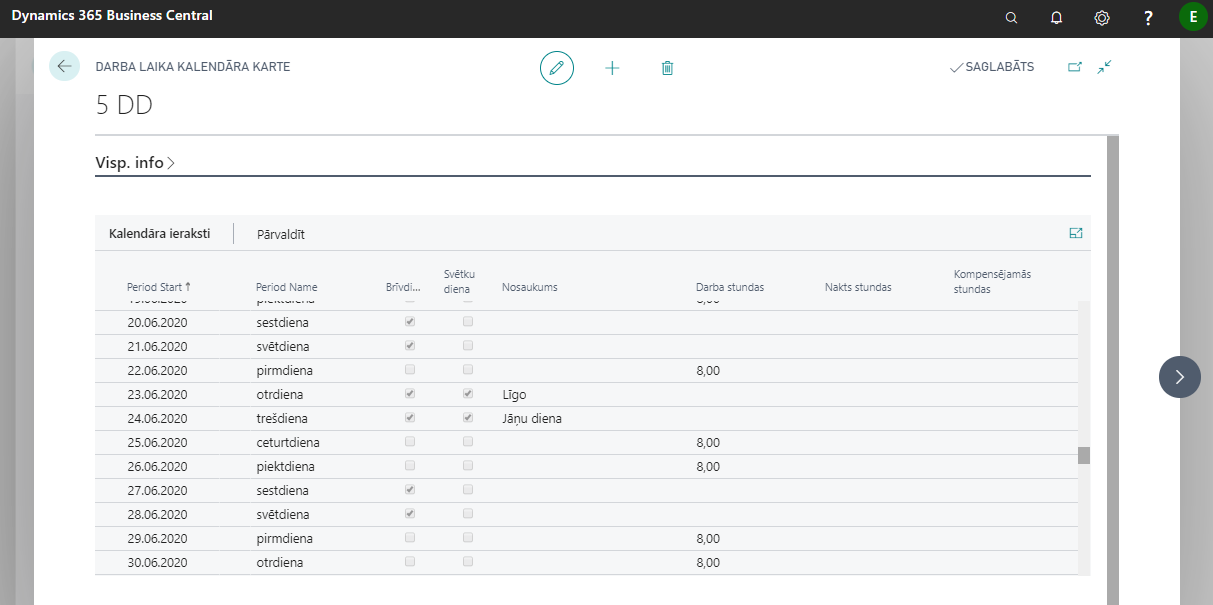 Dynamics 365 Business Central
? E
DARBA LAIKA KALENDĀRA KARTE
SAGLABĀTS
5 DD
Visp. info
Kalendāra ieraksti Pārvaldīt
Period Start ↑ Period Name Brīvdi... Svētku diena Nosaukums Darba stundas Nakts stundas Kompensējamās stundas
19.06.2020 piektdiena 8,00
20.06.2020 sestdiena
21.06.2020 svētdiena
22.06.2020 pirmdiena 8,00
23.06.2020 otrdiena Līgo
24.06.2020 trešdiena Jāņu diena
25.06.2020 ceturtdiena 8,00
26.06.2020 piektdiena 8,00
27.06.2020 sestdiena
28.06.2020 svētdiena
29.06.2020 pirmdiena 8,00
30.06.2020 otrdiena 8,00